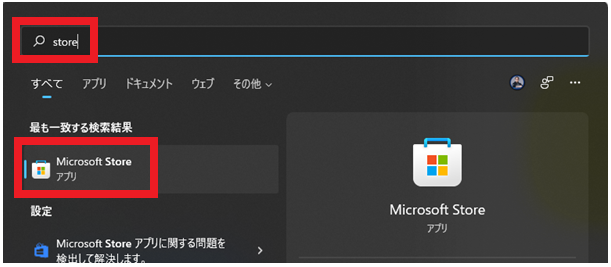 store
すべて アプリ ドキュメント ウェブ その他
最も一致する検索結果
Microsoft Store
アプリ
Microsoft Store
アプリ
設定
Microsoft Store アプリに関する問題を
検出して解決します。